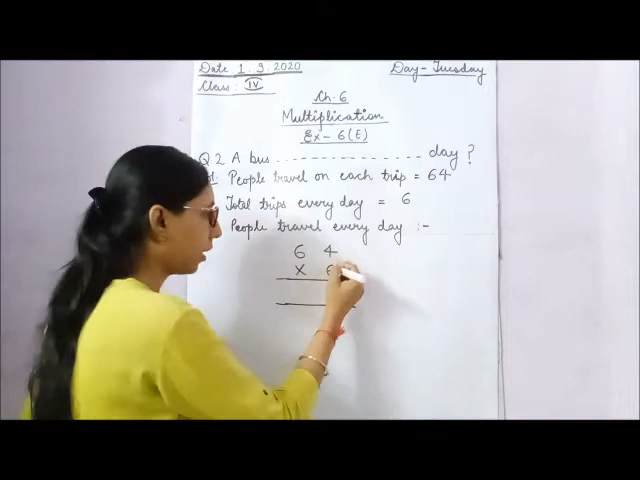 Date 1.9.2020 Day-Tuesday
Class: IV
Ch. 6
Multiplication
Ex- 6(E)
Q.2 A bus ------------------ day ?
Sol: People travel on each trip = 64
Total trips every day = 6
People travel every day :-
6 4
x 6